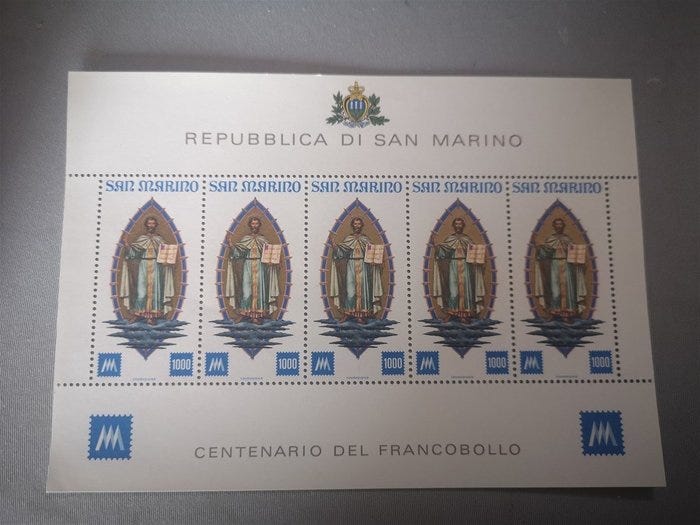 REPUBBLICA DI SAN MARINO
SAN MARINO SAN MARINO SAN MARINO SAN MARINO SAN MARINO
1000 1000 1000 1000 1000
CENTENARIO DEL FRANCOBOLLO